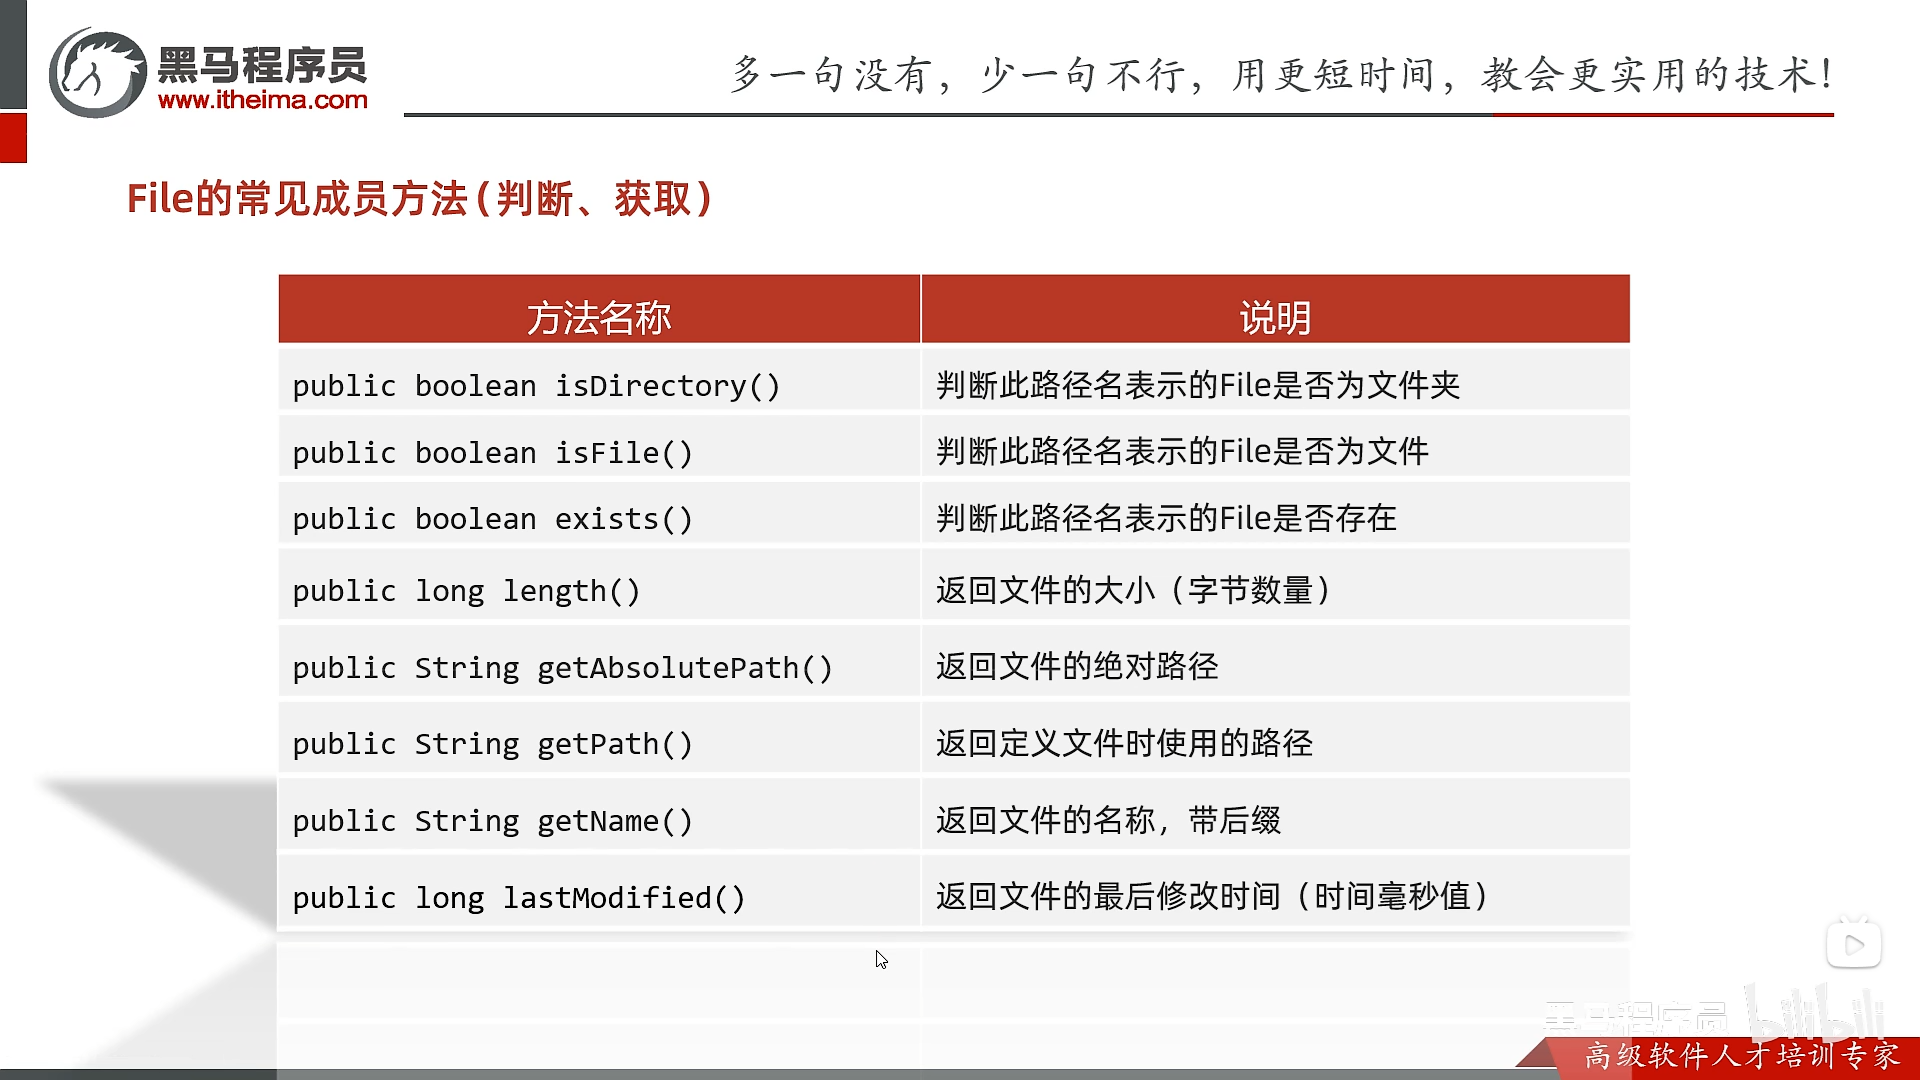 黑马程序员
www.itheima.com
多一句没有，少一句不行，用更短时间，教会更实用的技术！
File的常见成员方法（判断、获取）
方法名称 说明
public boolean isDirectory() 判断此路径名表示的File是否为文件夹
public boolean isFile() 判断此路径名表示的File是否为文件
public boolean exists() 判断此路径名表示的File是否存在
public long length() 返回文件的大小（字节数量）
public String getAbsolutePath() 返回文件的绝对路径
public String getPath() 返回定义文件时使用的路径
public String getName() 返回文件的名称，带后缀
public long lastModified() 返回文件的最后修改时间（时间毫秒值）
黑马程序员 bilibili
高级软件人才培训专家